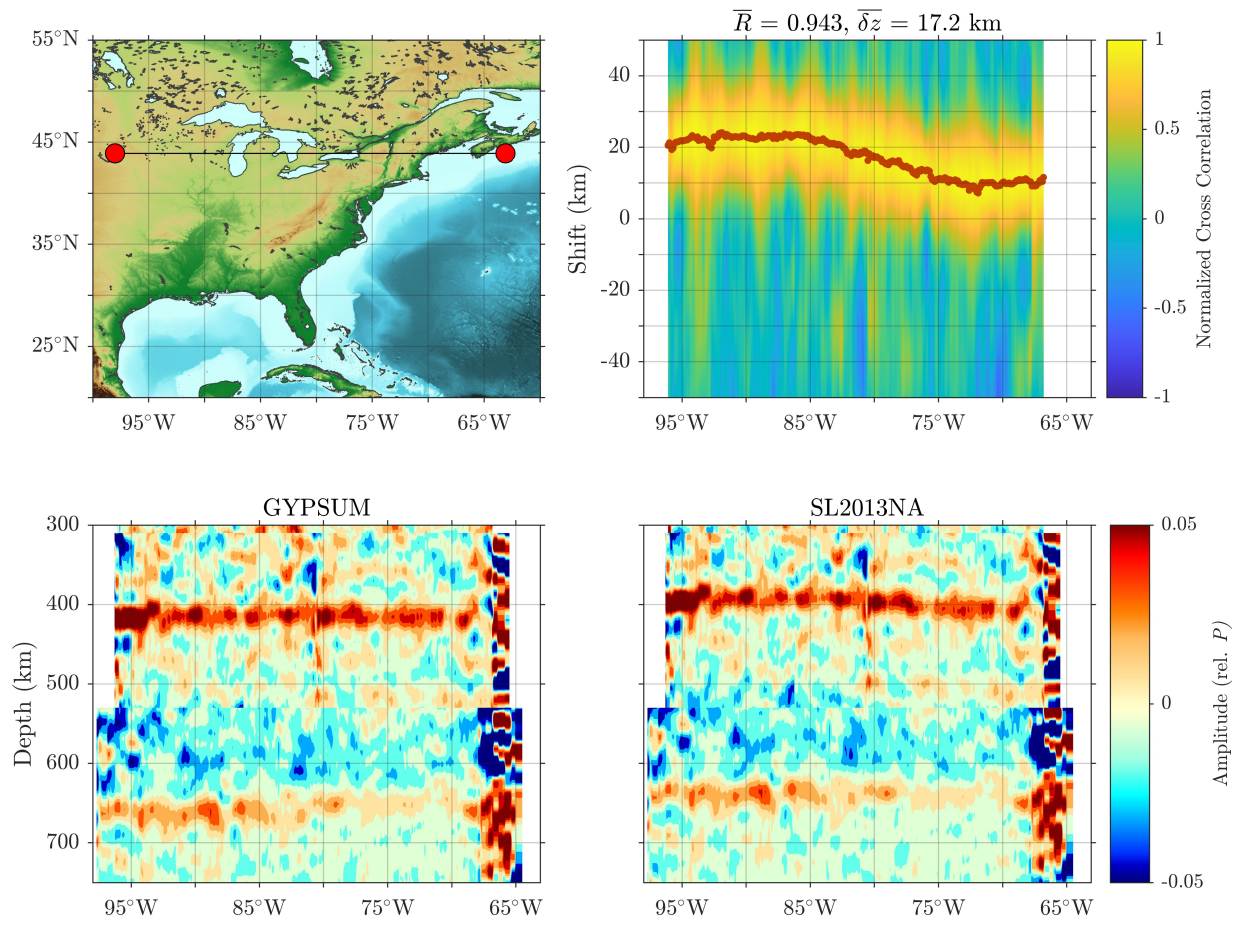 55°N
45°N
35°N
25°N
95°W
85°W
75°W
65°W
R̅ = 0.943, δz̅ = 17.2 km
Shift (km)
40
20
0
-20
-40
95°W
85°W
75°W
65°W
1
0.5
0
-0.5
-1
Normalized Cross Correlation
GYPSUM
Depth (km)
300
400
500
600
700
95°W
85°W
75°W
65°W
SL2013NA
95°W
85°W
75°W
65°W
0.05
0
-0.05
Amplitude (rel. P)